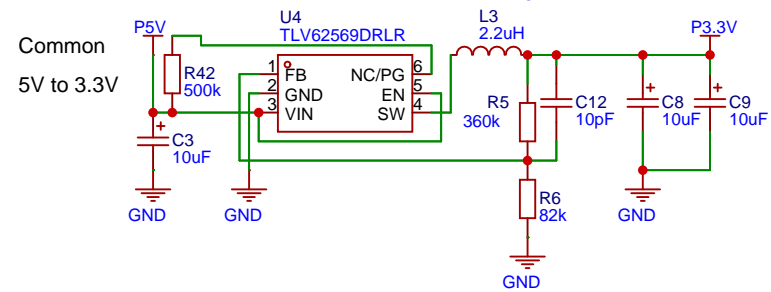 U4
TLV62569DRLR
L3
2.2uH
P5V
P3.3V
Common
5V to 3.3V
R42
500k
1
2
3
FB
GND
VIN
NC/PG
EN
SW
6
5
4
R5
360k
C12
10pF
C8
10uF
C9
10uF
C3
10uF
R6
82k
GND
GND
GND
GND